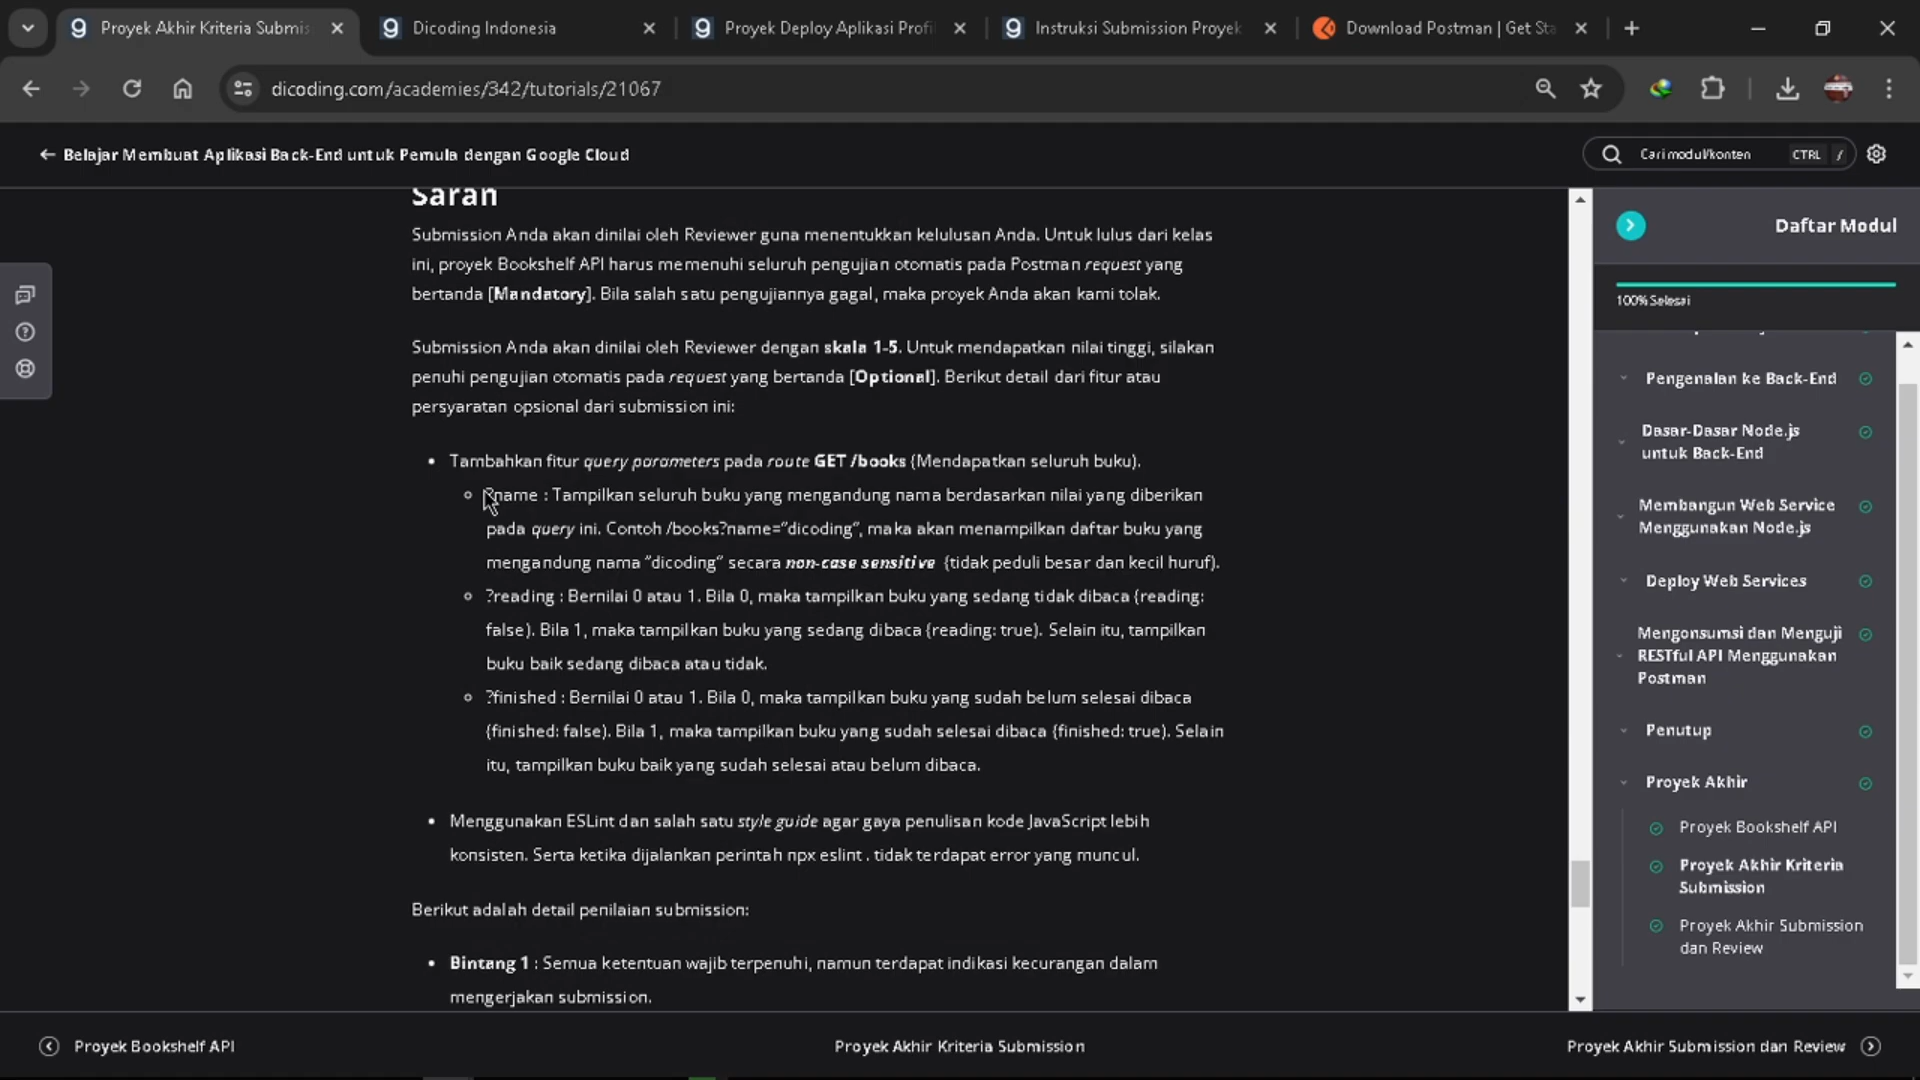 Proyek Akhir Kriteria Submis
Dicoding Indonesia
Proyek Deploy Aplikasi Profi
Instruksi Submission Proyek
Download Postman | Get Sta
dicoding.com/academies/342/tutorials/21067
Belajar Membuat Aplikasi Back-End untuk Pemula dengan Google Cloud
Cari modul/konten
CTRL /
Saran
Submission Anda akan dinilai oleh Reviewer guna menentukkan kelulusan Anda. Untuk lulus dari kelas
ini, proyek Bookshelf API harus memenuhi seluruh pengujian otomatis pada Postman request yang
bertanda [Mandatory]. Bila salah satu pengujiannya gagal, maka proyek Anda akan kami tolak.
Submission Anda akan dinilai oleh Reviewer dengan skala 1-5. Untuk mendapatkan nilai tinggi, silakan
penuhi pengujian otomatis pada request yang bertanda [Optional]. Berikut detail dari fitur atau
persyaratan opsional dari submission ini:
• Tambahkan fitur query parameters pada route GET /books (Mendapatkan seluruh buku).
?name : Tampilkan seluruh buku yang mengandung nama berdasarkan nilai yang diberikan
pada query ini. Contoh /books?name=”dicoding”, maka akan menampilkan daftar buku yang
mengandung nama ”dicoding” secara non-case sensitive (tidak peduli besar dan kecil huruf).
?reading : Bernilai 0 atau 1. Bila 0, maka tampilkan buku yang sedang tidak dibaca (reading:
false). Bila 1, maka tampilkan buku yang sedang dibaca (reading: true). Selain itu, tampilkan
buku baik sedang dibaca atau tidak.
?finished : Bernilai 0 atau 1. Bila 0, maka tampilkan buku yang sudah belum selesai dibaca
(finished: false). Bila 1, maka tampilkan buku yang sudah selesai dibaca (finished: true). Selain
itu, tampilkan buku baik yang sudah selesai atau belum dibaca.
• Menggunakan ESLint dan salah satu style guide agar gaya penulisan kode JavaScript lebih
konsisten. Serta ketika dijalankan perintah npx eslint . tidak terdapat error yang muncul.
Berikut adalah detail penilaian submission:
• Bintang 1 : Semua ketentuan wajib terpenuhi, namun terdapat indikasi kecurangan dalam
mengerjakan submission.
Daftar Modul
100% Selesai
Pengenalan ke Back-End
Dasar-Dasar Node.js
untuk Back-End
Membangun Web Service
Menggunakan Node.js
Deploy Web Services
Mengonsumsi dan Menguji
RESTful API Menggunakan
Postman
Penutup
Proyek Akhir
Proyek Bookshelf API
Proyek Akhir Kriteria
Submission
Proyek Akhir Submission
dan Review
Proyek Bookshelf API
Proyek Akhir Kriteria Submission
Proyek Akhir Submission dan Review